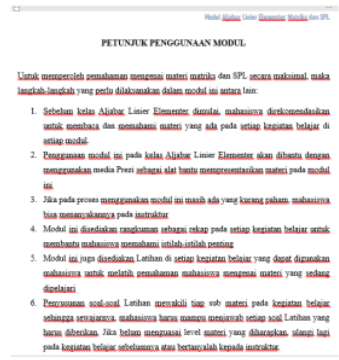 Modul Aljabar Linier Elementer Matriks dan SPL
PETUNJUK PENGGUNAAN MODUL
Untuk memperoleh pemahaman mengenai materi matriks dan SPL secara maksimal, maka
langkah-langkah yang perlu dilaksanakan dalam modul ini antara lain:
1. Sebelum kelas Aljabar Linier Elementer dimulai, mahasiswa direkomendasikan
untuk membaca dan memahami materi yang ada pada setiap kegiatan belajar di
setiap modul.
2. Penggunaan modul ini pada kelas Aljabar Linier Elementer akan dibantu dengan
menggunakan media Prezi sebagai alat bantu mempresentasikan materi pada modul
ini
3. Jika pada proses menggunakan modul ini masih ada yang kurang paham, mahasiswa
bisa menanyakannya pada instruktur
4. Modul ini disediakan rangkuman sebagai rekap pada setiap kegiatan belajar untuk
membantu mahasiswa memahami istilah-istilah penting
5. Modul ini juga disediakan Latihan di setiap kegiatan belajar yang dapat digunakan
mahasiswa untuk melatih pemahaman mahasiswa mengenai materi yang sedang
dipelajari
6. Penyusunan soal-soal Latihan mewakili tiap sub materi pada kegiatan belajar
sehingga sewajarnya, mahasiswa harus mampu menjawab setiap soal Latihan yang
harus diberikan. Jika belum menguasai level materi yang diharapkan, ulangi lagi
pada kegiatan belajar sebelumnya atau bertanyalah kepada instruktur.